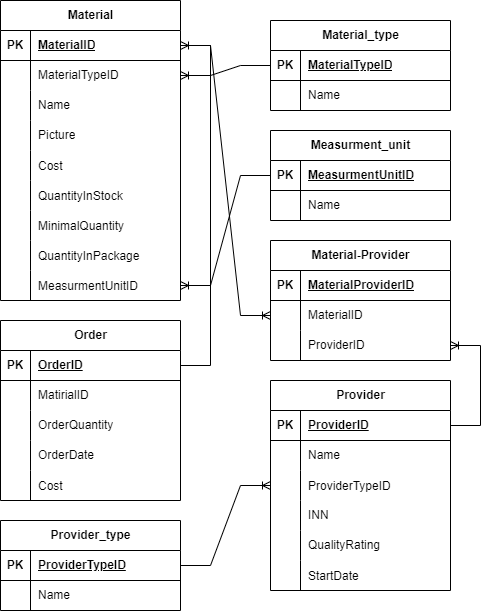 Material
PK MaterialID
MaterialTypeID
Name
Picture
Cost
QuantityInStock
MinimalQuantity
QuantityInPackage
MeasurmentUnitID
Order
PK OrderID
MatirialID
OrderQuantity
OrderDate
Cost
Provider_type
PK ProviderTypeID
Name
Material_type
PK MaterialTypeID
Name
Measurment_unit
PK MeasurmentUnitID
Name
Material-Provider
PK MaterialProviderID
MaterialID
ProviderID
Provider
PK ProviderID
Name
ProviderTypeID
INN
QualityRating
StartDate